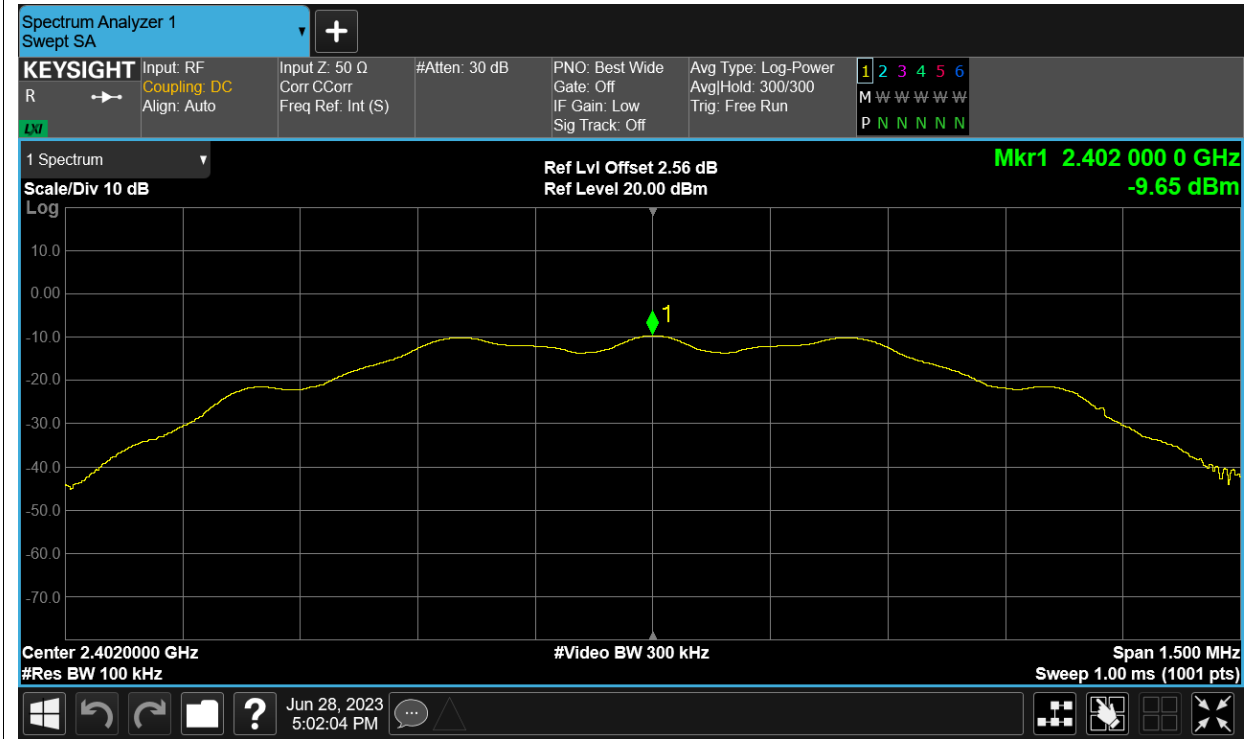 Spectrum Analyzer 1
Swept SA
+
KEYSIGHT
R
LXI
Input: RF
Coupling: DC
Align: Auto
Input Z: 50 Ω
Corr CCorr
Freq Ref: Int (S)
#Atten: 30 dB
PNO: Best Wide
Gate: Off
IF Gain: Low
Sig Track: Off
Avg Type: Log-Power
Avg|Hold: 300/300
Trig: Free Run
1 2 3 4 5 6
M W W W W W
P N N N N N
1 Spectrum
Scale/Div 10 dB
Log
Ref Lvl Offset 2.56 dB
Ref Level 20.00 dBm
Mkr1 2.402 000 0 GHz
-9.65 dBm
1
10.0
0.00
-10.0
-20.0
-30.0
-40.0
-50.0
-60.0
-70.0
Center 2.4020000 GHz
#Res BW 100 kHz
#Video BW 300 kHz
Span 1.500 MHz
Sweep 1.00 ms (1001 pts)
?
Jun 28, 2023
5:02:04 PM